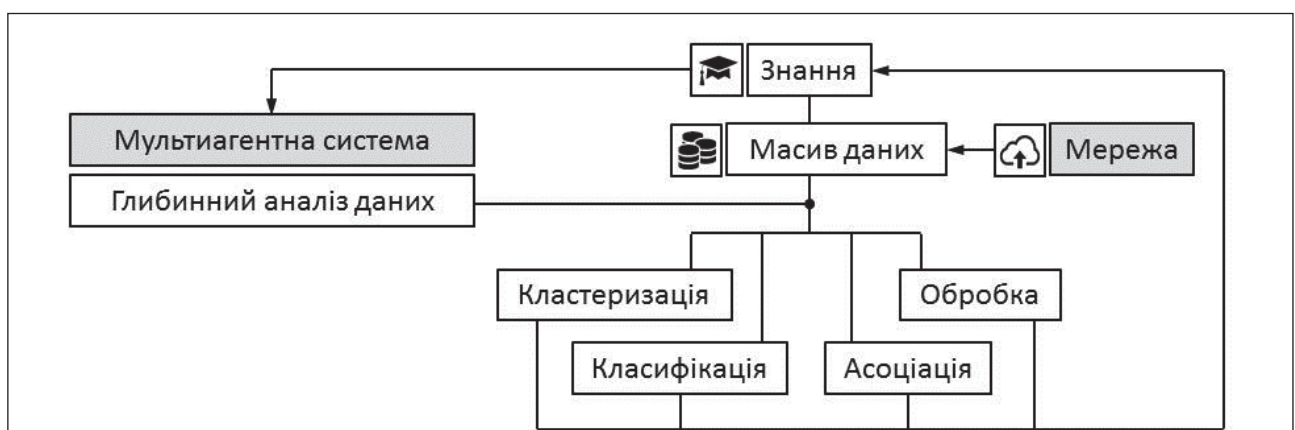 Знання
Мультиагентна система
Масив даних
Мережа
Глибинний аналіз даних
Кластеризація
Обробка
Класифікація
Асоціація